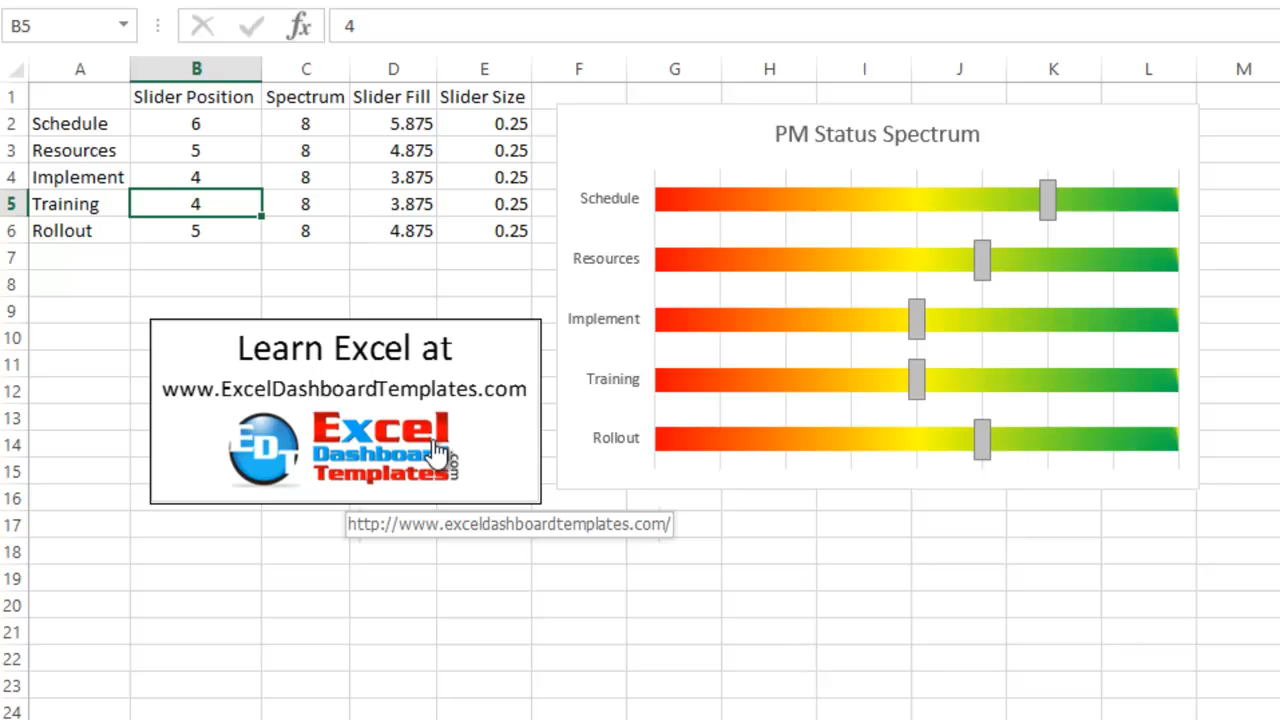 B5 fx 4
A B C D E F G H I J K L M
1 Slider Position Spectrum Slider Fill Slider Size
2 Schedule 6 8 5.875 0.25
3 Resources 5 8 4.875 0.25
4 Implement 4 8 3.875 0.25
5 Training 4 8 3.875 0.25
6 Rollout 5 8 4.875 0.25
7
8
9
10
11
12
13
14
15
16
17
18
19
20
21
22
23
24
Learn Excel at
www.ExcelDashboardTemplates.com
EDT
Excel
Dashboar
Templates
.com
http://www.exceldashboardtemplates.com/
PM Status Spectrum
Schedule
Resources
Implement
Training
Rollout